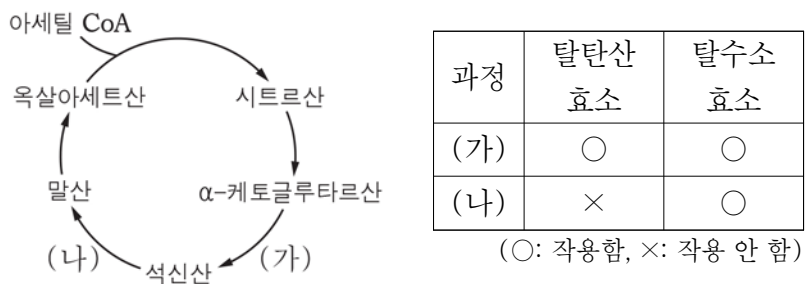 아세틸 CoA
옥살아세트산
시트르산
말산
α-케토글루타르산
(나)
석신산
(가)
과정 탈탄산 효소 탈수소 효소
(가) ○ ○
(나) × ○
(○: 작용함, ×: 작용 안 함)